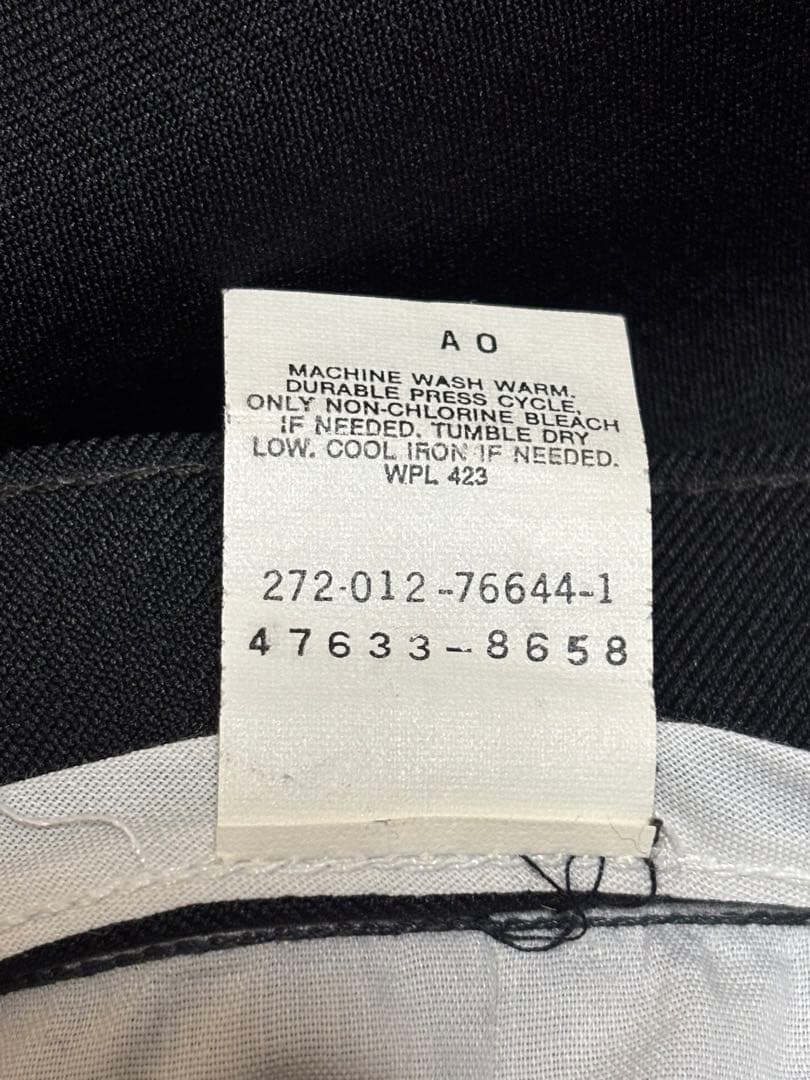 A O
MACHINE WASH WARM.
DURABLE PRESS CYCLE.
ONLY NON-CHLORINE BLEACH
IF NEEDED. TUMBLE DRY
LOW. COOL IRON IF NEEDED.
WPL 423
272-012-76644-1
47633-8658